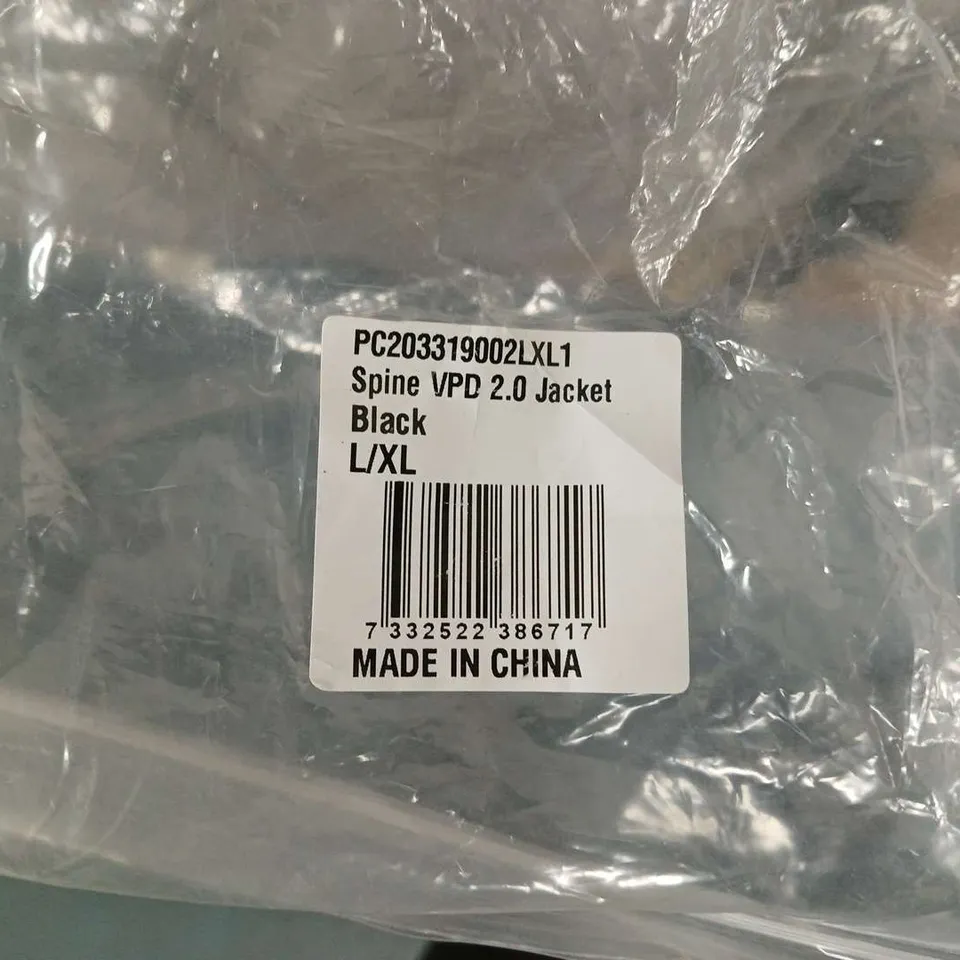 PC203319002LXL1
Spine VPD 2.0 Jacket
Black
L/XL
7 332522 386717
MADE IN CHINA